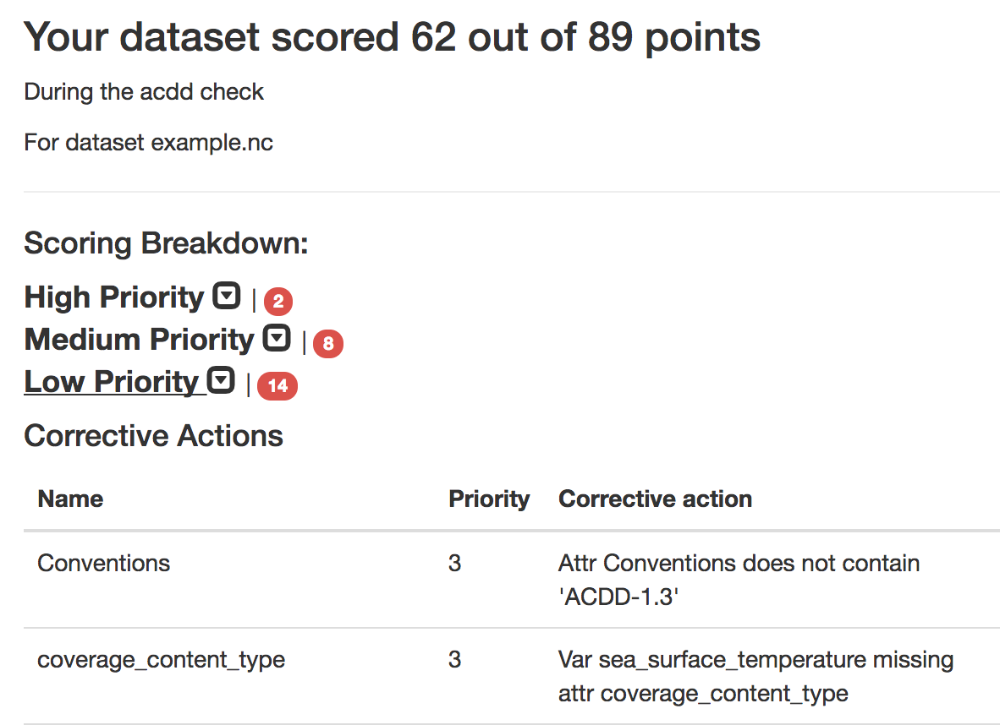 Your dataset scored 62 out of 89 points
During the acdd check
For dataset example.nc
Scoring Breakdown:
High Priority | 2
Medium Priority | 8
Low Priority | 14
Corrective Actions
Name Priority Corrective action
Conventions 3 Attr Conventions does not contain
'ACDD-1.3'
coverage_content_type 3 Var sea_surface_temperature missing
attr coverage_content_type